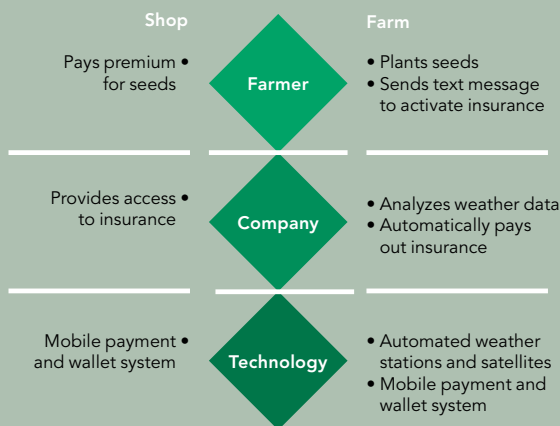 Shop
Farm
Pays premium •
for seeds
Farmer
• Plants seeds
• Sends text message
to activate insurance
Provides access •
to insurance
Company
• Analyzes weather data
• Automatically pays
out insurance
Mobile payment •
and wallet system
Technology
• Automated weather
stations and satellites
• Mobile payment and
wallet system